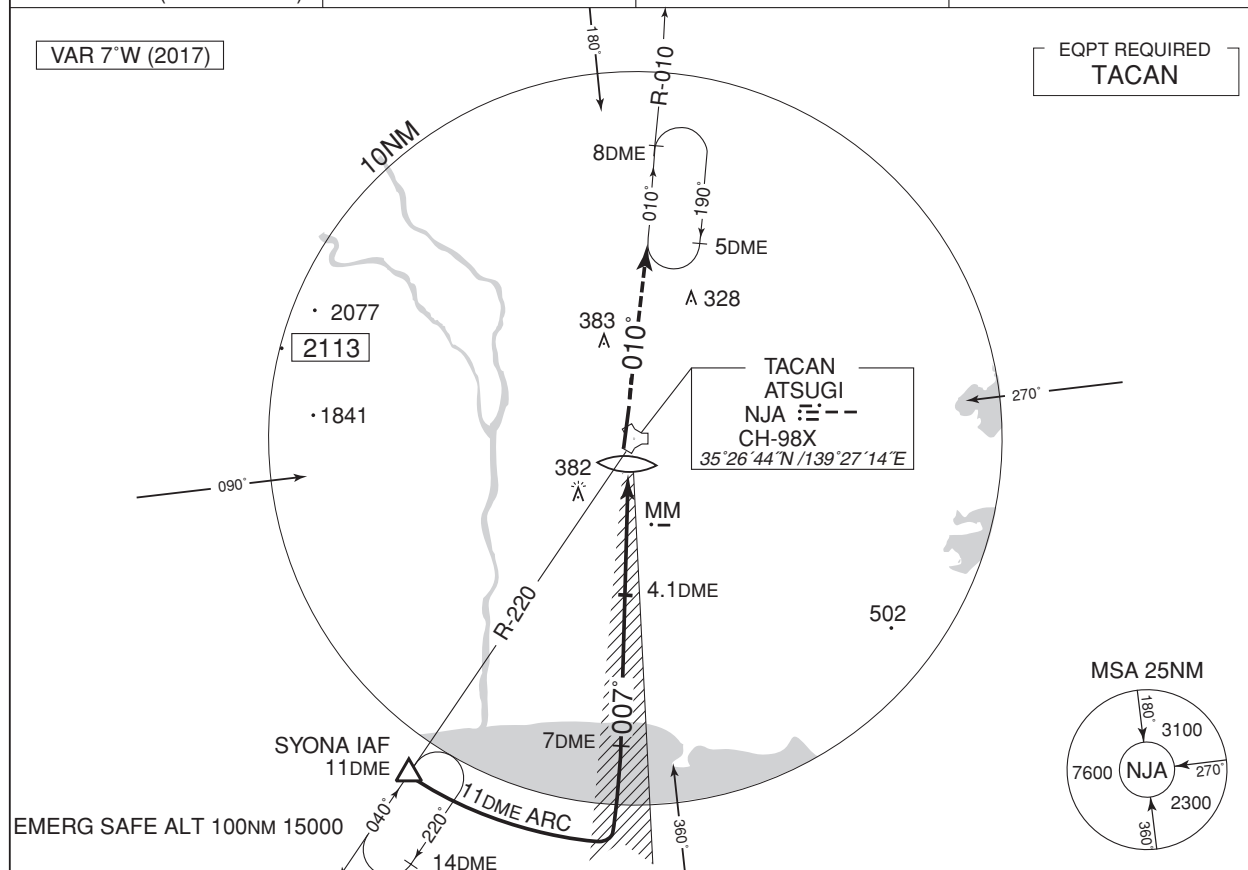 VAR 7°W (2017)
180°
R-010
EQPT REQUIRED
TACAN
10NM
8DME
010°
190°
5DME
328
2077
383
2113
010°
TACAN
ATSUGI
NJA
CH-98X
35°26´44˝N /139°27´14˝E
270°
1841
382
090°
MM
4.1DME
R-220
502
007°
MSA 25NM
180°
3100
7600
NJA
270°
2300
360°
7DME
SYONA IAF
11DME
11DME ARC
040°
220°
360°
EMERG SAFE ALT 100NM 15000
14DME